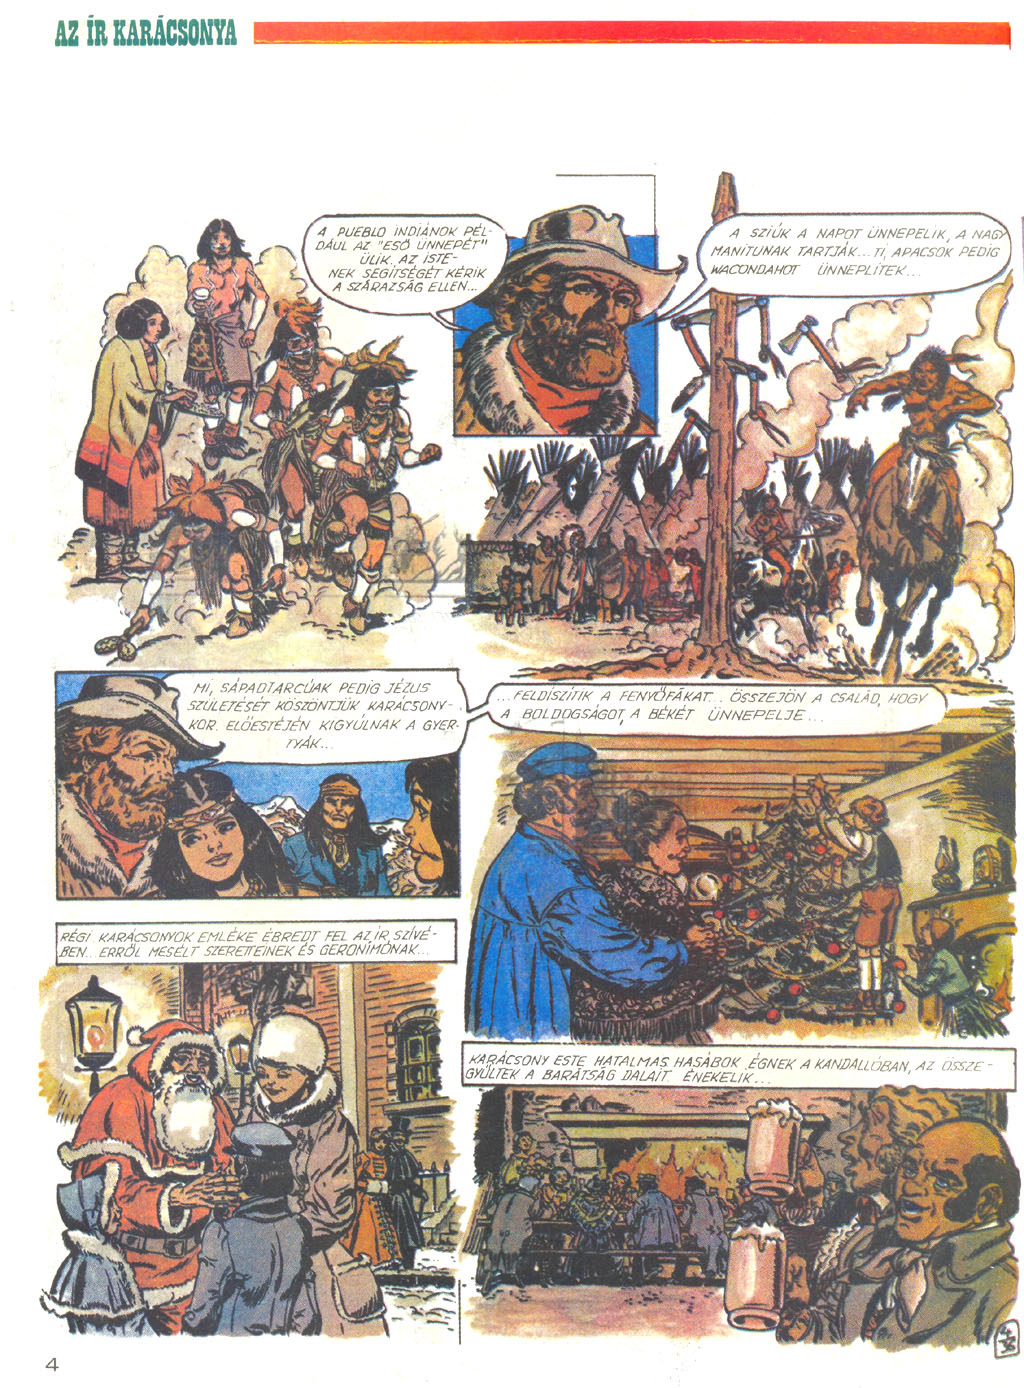 AZ ÍR KARÁCSONYA
A PUEBLO INDIÁNOK PÉL-
DÁUL AZ "ESŐ ÜNNEPÉT"
ÜLIK. AZ ISTE-
NEK SEGÍTSÉGÉT KÉRIK
A SZÁRAZSÁG ELLEN...
A SZIÚK A NAPOT ÜNNEPELIK, A NAGY
MANITUNAK TARTJÁK... TI, APACSOK PEDIG
WACONDAHOT ÜNNEPLITEK...
MI, SÁPADTARCÚAK PEDIG JÉZUS
SZÜLETÉSÉT KÖSZÖNTJÜK KARÁCSONY-
KOR. ELŐESTÉJÉN KIGYÚLNAK A GYER-
TYÁK...
...FELDÍSZÍTIK A FENYŐFÁKAT... ÖSSZEJÖN A CSALÁD, HOGY
A BOLDOGSÁGOT, A BÉKÉT ÜNNEPELJE...
RÉGI KARÁCSONYOK EMLÉKE ÉBREDT FEL AZ ÍR SZÍVÉ-
BEN... ERRŐL MESÉLT SZERETTEINEK ÉS GERONIMÓNAK...
KARÁCSONY ESTE HATALMAS HASÁBOK ÉGNEK A KANDALLÓBAN, AZ ÖSSZE-
GYŰLTEK A BARÁTSÁG DALAIT ÉNEKELIK...
4
36
4